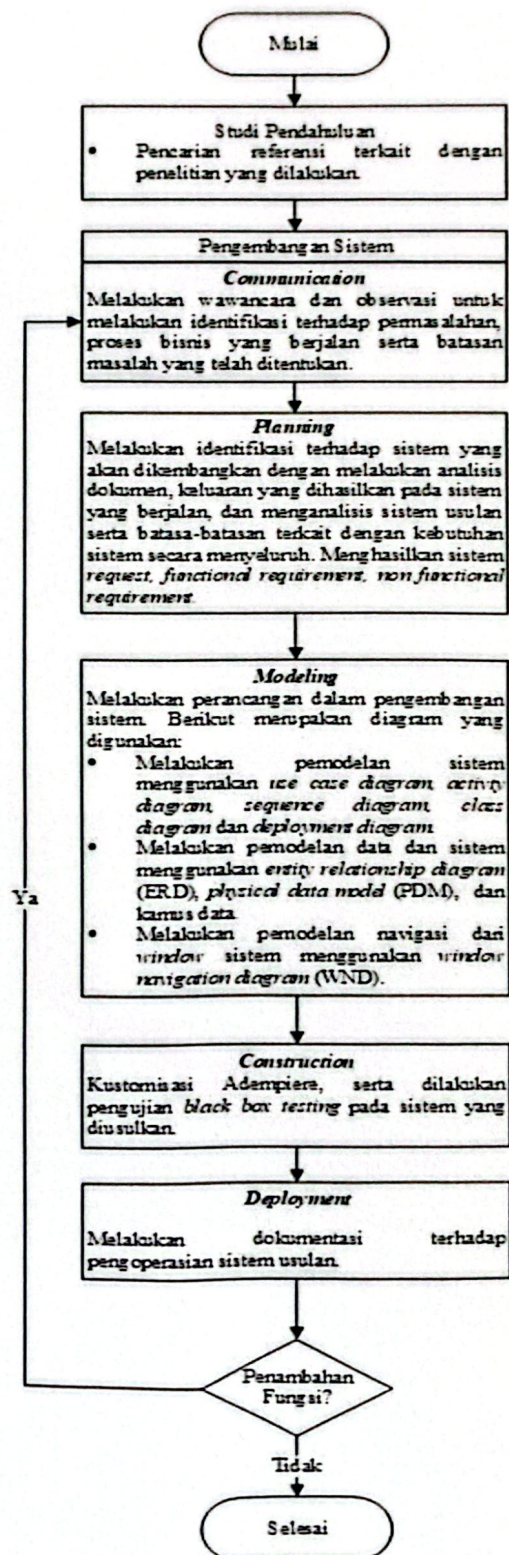 Mulai
Studi Pendahuluan
• Pencarian referensi terkait dengan
penelitian yang dilakukan.
Pengembangan Sistem
Communication
Melakukan wawancara dan observasi untuk
melakukan identifikasi terhadap permasalahan,
proses bisnis yang berjalan serta batasan
masalah yang telah ditentukan.
Planning
Melakukan identifikasi terhadap sistem yang
akan dikembangkan dengan melakukan analisis
dokumen, keluaran yang dihasilkan pada sistem
yang berjalan, dan menganalisis sistem usulan
serta batasa-batasan terkait dengan kebutuhan
sistem secara menyeluruh. Menghasilkan sistem
request, functional requirement, non functional
requirement.
Modeling
Melakukan perancangan dalam pengembangan
sistem. Berikut merupakan diagram yang
digunakan:
• Melakukan pemodelan sistem
menggunakan use case diagram, activity
diagram, sequence diagram, class
diagram dan deployment diagram.
• Melakukan pemodelan data dan sistem
menggunakan entity relationship diagram
(ERD), physical data model (PDM), dan
kamus data.
• Melakukan pemodelan navigasi dari
window sistem menggunakan window
navigation diagram (WND).
Ya
Construction
Kustomisasi Adempiere, serta dilakukan
pengujian black box testing pada sistem yang
diusulkan.
Deployment
Melakukan dokumentasi terhadap
pengoperasian sistem usulan.
Penambahan
Fungsi?
Tidak
Selesai